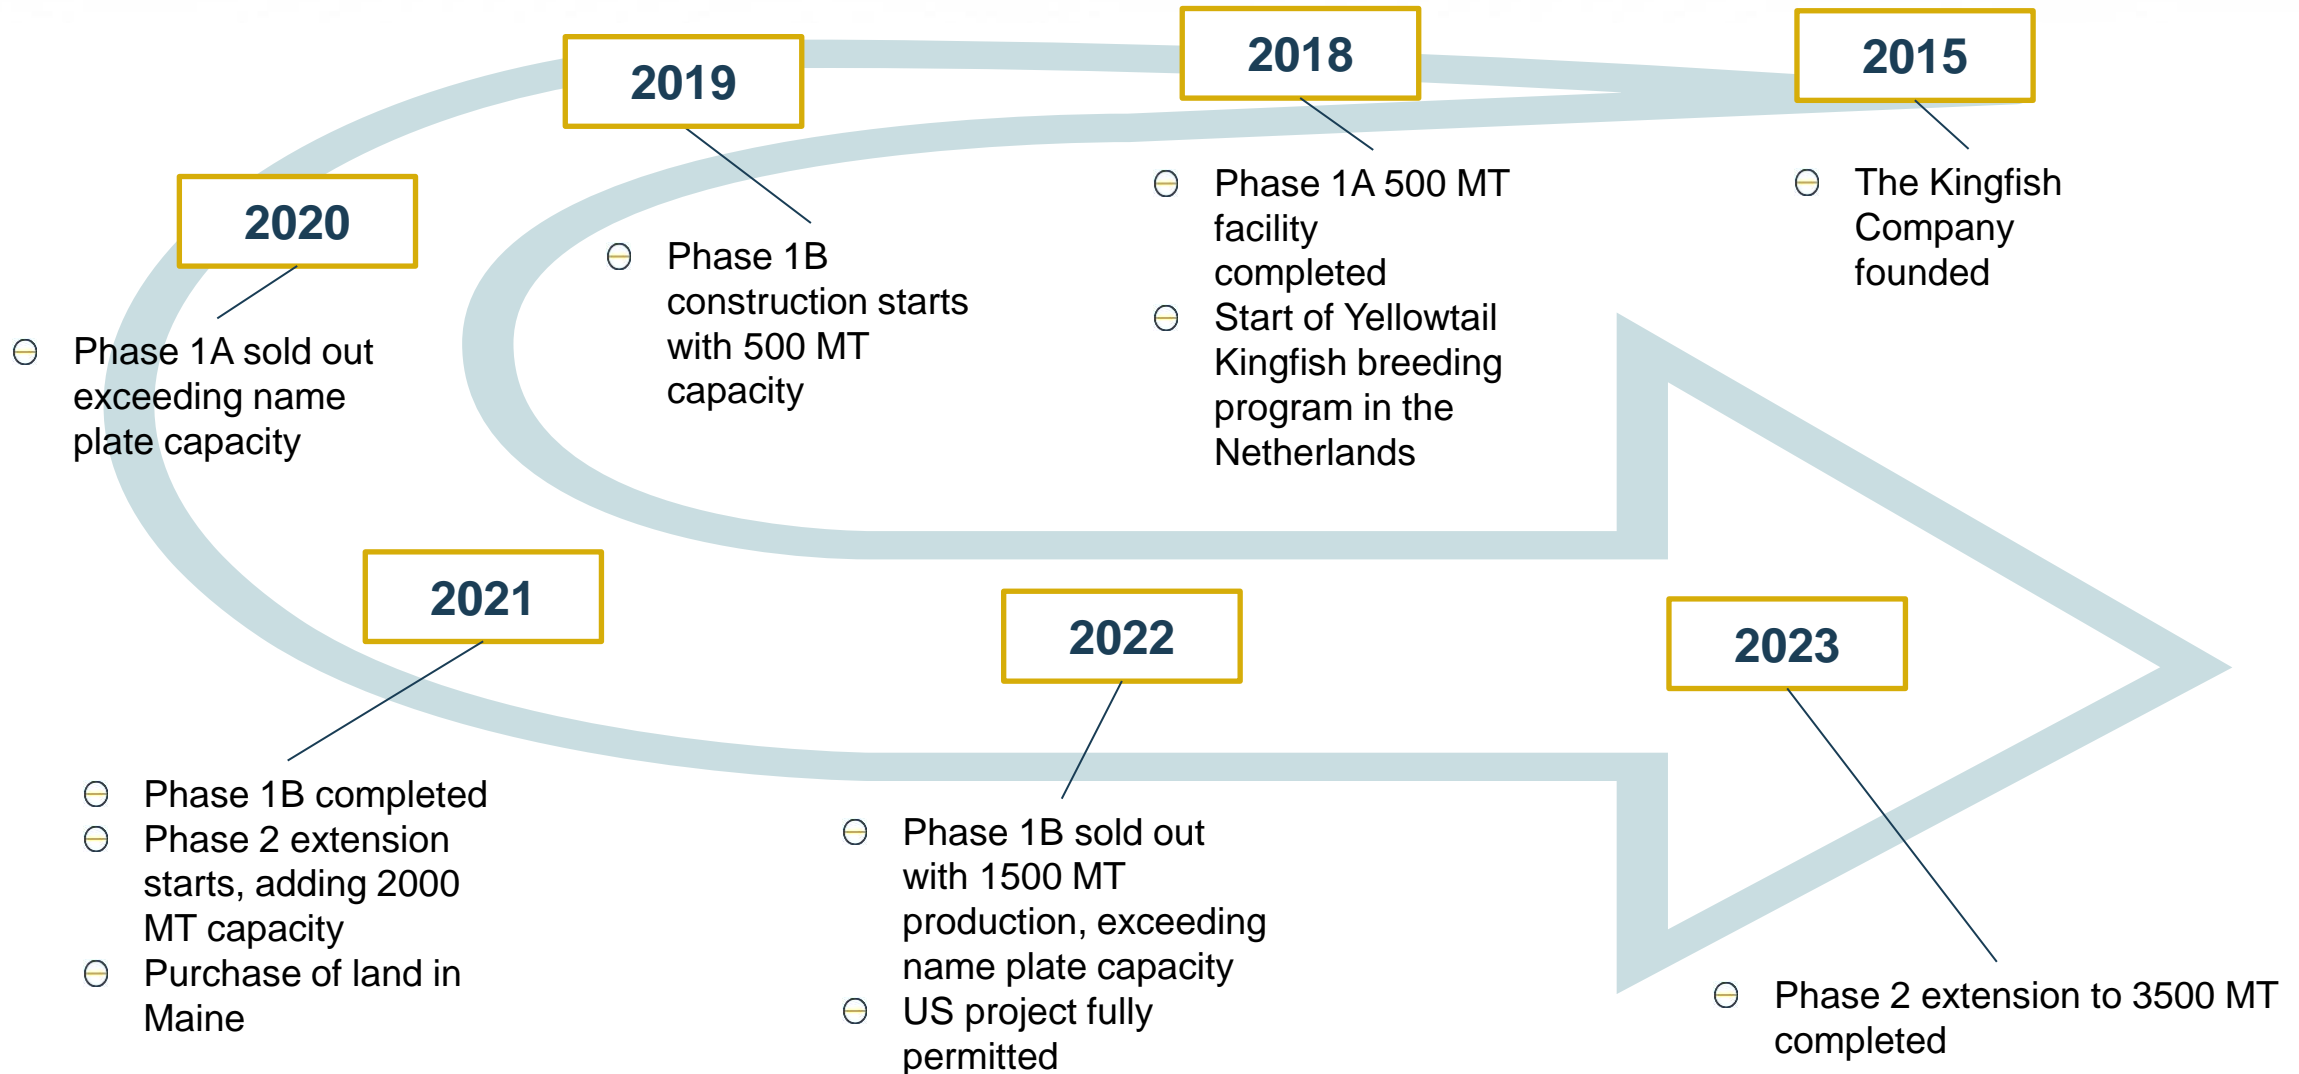 2015
The Kingfish
Company
founded
2018
Phase 1A 500 MT
facility
completed
Start of Yellowtail
Kingfish breeding
program in the
Netherlands
2019
Phase 1B
construction starts
with 500 MT
capacity
2020
Phase 1A sold out
exceeding name
plate capacity
2021
Phase 1B completed
Phase 2 extension
starts, adding 2000
MT capacity
Purchase of land in
Maine
2022
Phase 1B sold out
with 1500 MT
production, exceeding
name plate capacity
US project fully
permitted
2023
Phase 2 extension to 3500 MT
completed